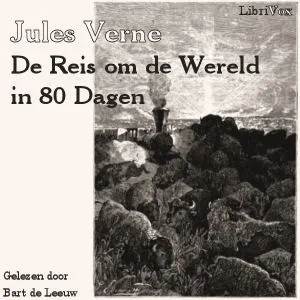 LibriVox
Jules Verne
De Reis om de Wereld
in 80 Dagen
Gelezen door
Bart de Leeuw